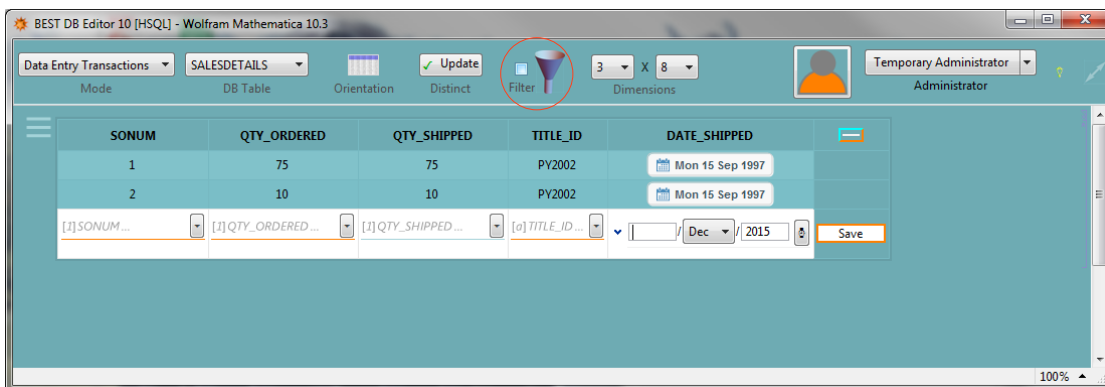 BEST DB Editor 10 [HSQL] - Wolfram Mathematica 10.3
Data Entry Transactions SALESDETAILS Update 3 X 8 Temporary Administrator
Mode DB Table Orientation Distinct Filter Dimensions Administrator
SONUM QTY_ORDERED QTY_SHIPPED TITLE_ID DATE_SHIPPED
1 75 75 PY2002 Mon 15 Sep 1997
2 10 10 PY2002 Mon 15 Sep 1997
[1] SONUM ... [1] QTY_ORDERED ... [1] QTY_SHIPPED ... [a] TITLE_ID ... / Dec / 2015 Save
100%